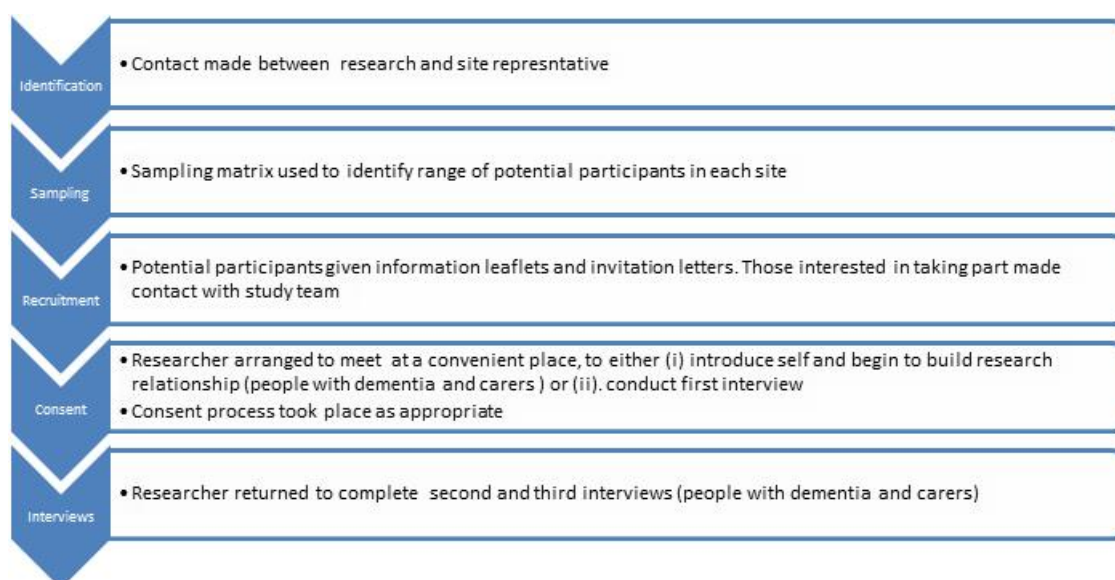 Identification
• Contact made between research and site represntative
Sampling
• Sampling matrix used to identify range of potential participants in each site
Recruitment
• Potential participants given information leaflets and invitation letters. Those interested in taking part made
contact with study team
Consent
• Researcher arranged to meet at a convenient place, to either (i) introduce self and begin to build research
relationship (people with dementia and carers ) or (ii). conduct first interview
• Consent process took place as appropriate
Interviews
• Researcher returned to complete second and third interviews (people with dementia and carers)